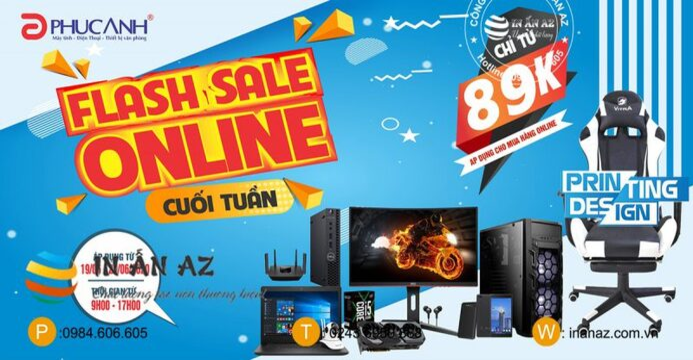 PHUCANH®
Máy tính - Điện Thoại - Thiết bị văn phòng
FLASH SALE
ONLINE
CUỐI TUẦN
IN ẤN AZ
CHỈ TỪ
89K
ÁP DỤNG CHO MUA HÀNG ONLINE
PRINTING
DESIGN
ÁP DỤNG TỪ
IN ẤN AZ
THỜI GIAN TỪ
9H00 - 17H00
P :0984.606.605
T
W : inanaz.com.vn